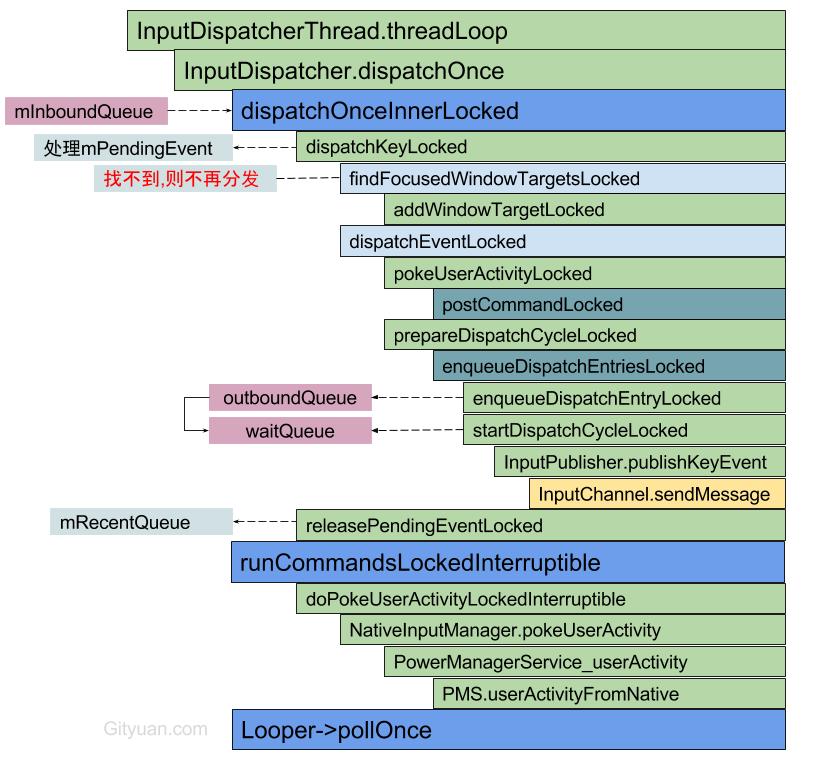 InputDispatcherThread.threadLoop
InputDispatcher.dispatchOnce
mInboundQueue
dispatchOnceInnerLocked
处理mPendingEvent
dispatchKeyLocked
找不到,则不再分发
findFocusedWindowTargetsLocked
addWindowTargetLocked
dispatchEventLocked
pokeUserActivityLocked
postCommandLocked
prepareDispatchCycleLocked
enqueueDispatchEntriesLocked
outboundQueue
enqueueDispatchEntryLocked
waitQueue
startDispatchCycleLocked
InputPublisher.publishKeyEvent
InputChannel.sendMessage
mRecentQueue
releasePendingEventLocked
runCommandsLockedInterruptible
doPokeUserActivityLockedInterruptible
NativeInputManager.pokeUserActivity
PowerManagerService_userActivity
PMS.userActivityFromNative
Gityuan.com
Looper->pollOnce